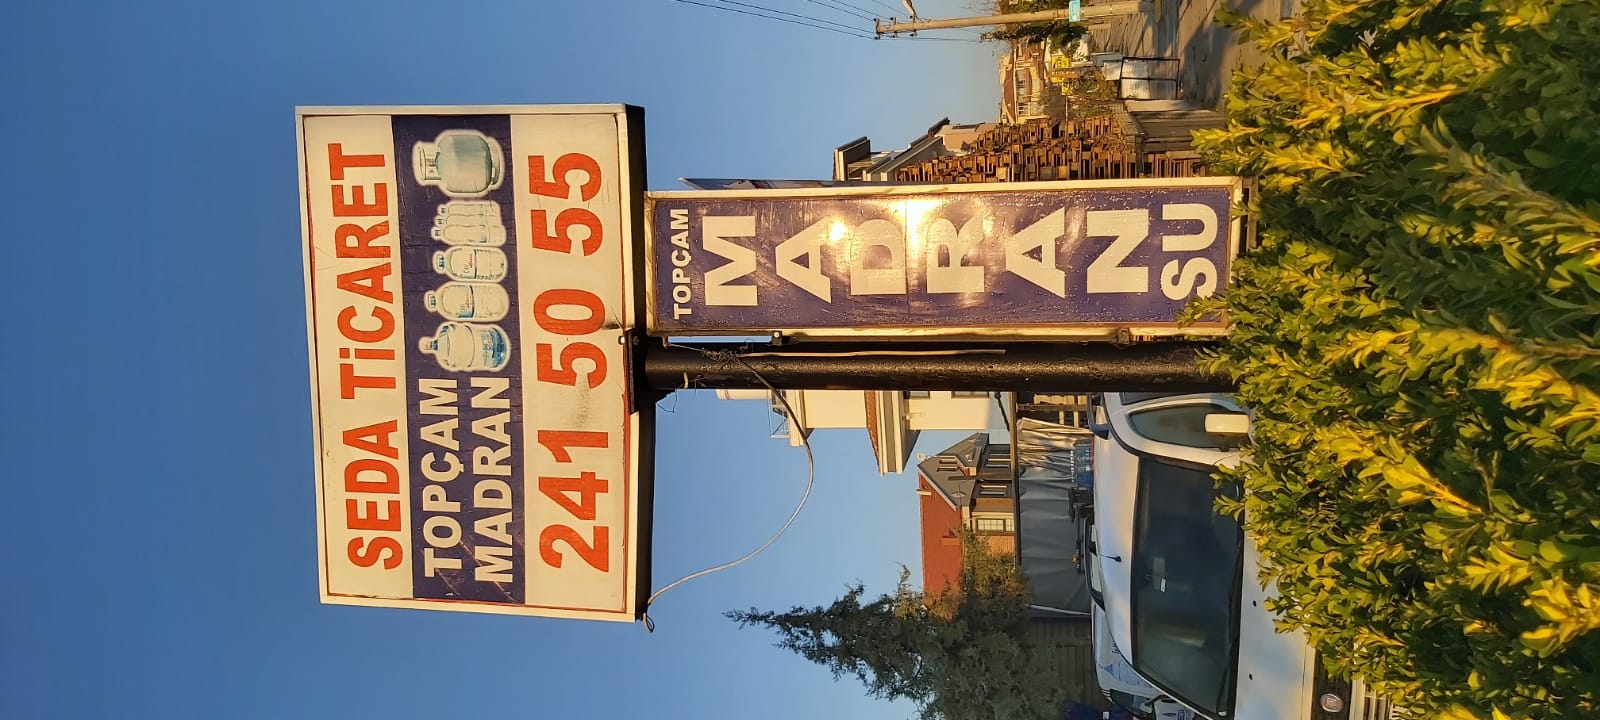 SEDA TiCARET
TOPÇAM
MADRAN
241 50 55
TOPÇAM
MADRAN
SU